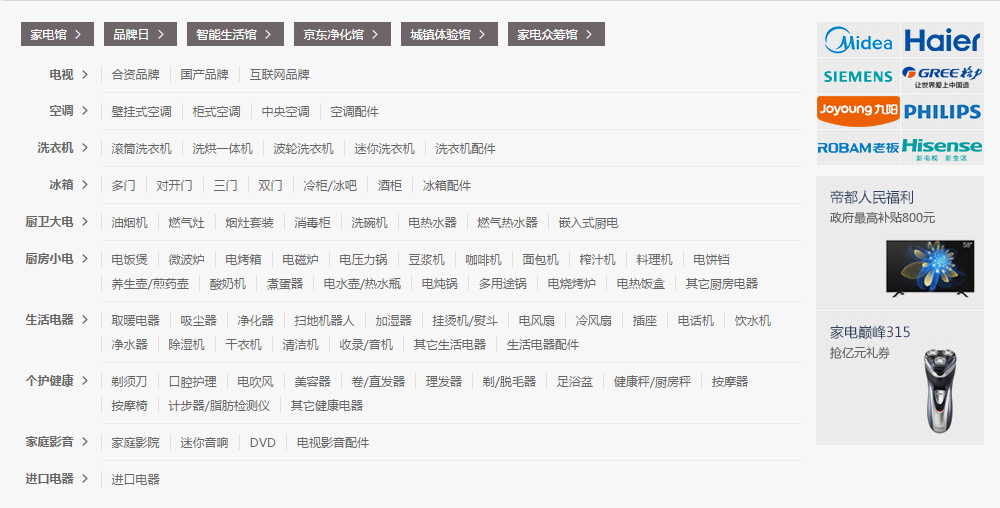 家电馆 品牌日 智能生活馆 京东净化馆 城镇体验馆 家电众筹馆
电视 合资品牌 国产品牌 互联网品牌
空调 壁挂式空调 柜式空调 中央空调 空调配件
洗衣机 滚筒洗衣机 洗烘一体机 波轮洗衣机 迷你洗衣机 洗衣机配件
冰箱 多门 对开门 三门 双门 冷柜/冰吧 酒柜 冰箱配件
厨卫大电 油烟机 燃气灶 烟灶套装 消毒柜 洗碗机 电热水器 燃气热水器 嵌入式厨电
厨房小电 电饭煲 微波炉 电烤箱 电磁炉 电压力锅 豆浆机 咖啡机 面包机 榨汁机 料理机 电饼铛
养生壶/煎药壶 酸奶机 煮蛋器 电水壶/热水瓶 电炖锅 多用途锅 电烧烤炉 电热饭盒 其它厨房电器
生活电器 取暖电器 吸尘器 净化器 扫地机器人 加湿器 挂烫机/熨斗 电风扇 冷风扇 插座 电话机 饮水机
净水器 除湿机 干衣机 清洁机 收录/音机 其它生活电器 生活电器配件
个护健康 剃须刀 口腔护理 电吹风 美容器 卷/直发器 理发器 剃/脱毛器 足浴盆 健康秤/厨房秤 按摩器
按摩椅 计步器/脂肪检测仪 其它健康电器
家庭影音 家庭影院 迷你音响 DVD 电视影音配件
进口电器 进口电器
Midea Haier
SIEMENS GREE格力
让世界爱上中国造
Joyoung九阳 PHILIPS
ROBAM老板 Hisense
新电视 新生活
帝都人民福利
政府最高补贴800元
58"
家电巅峰315
抢亿元礼券